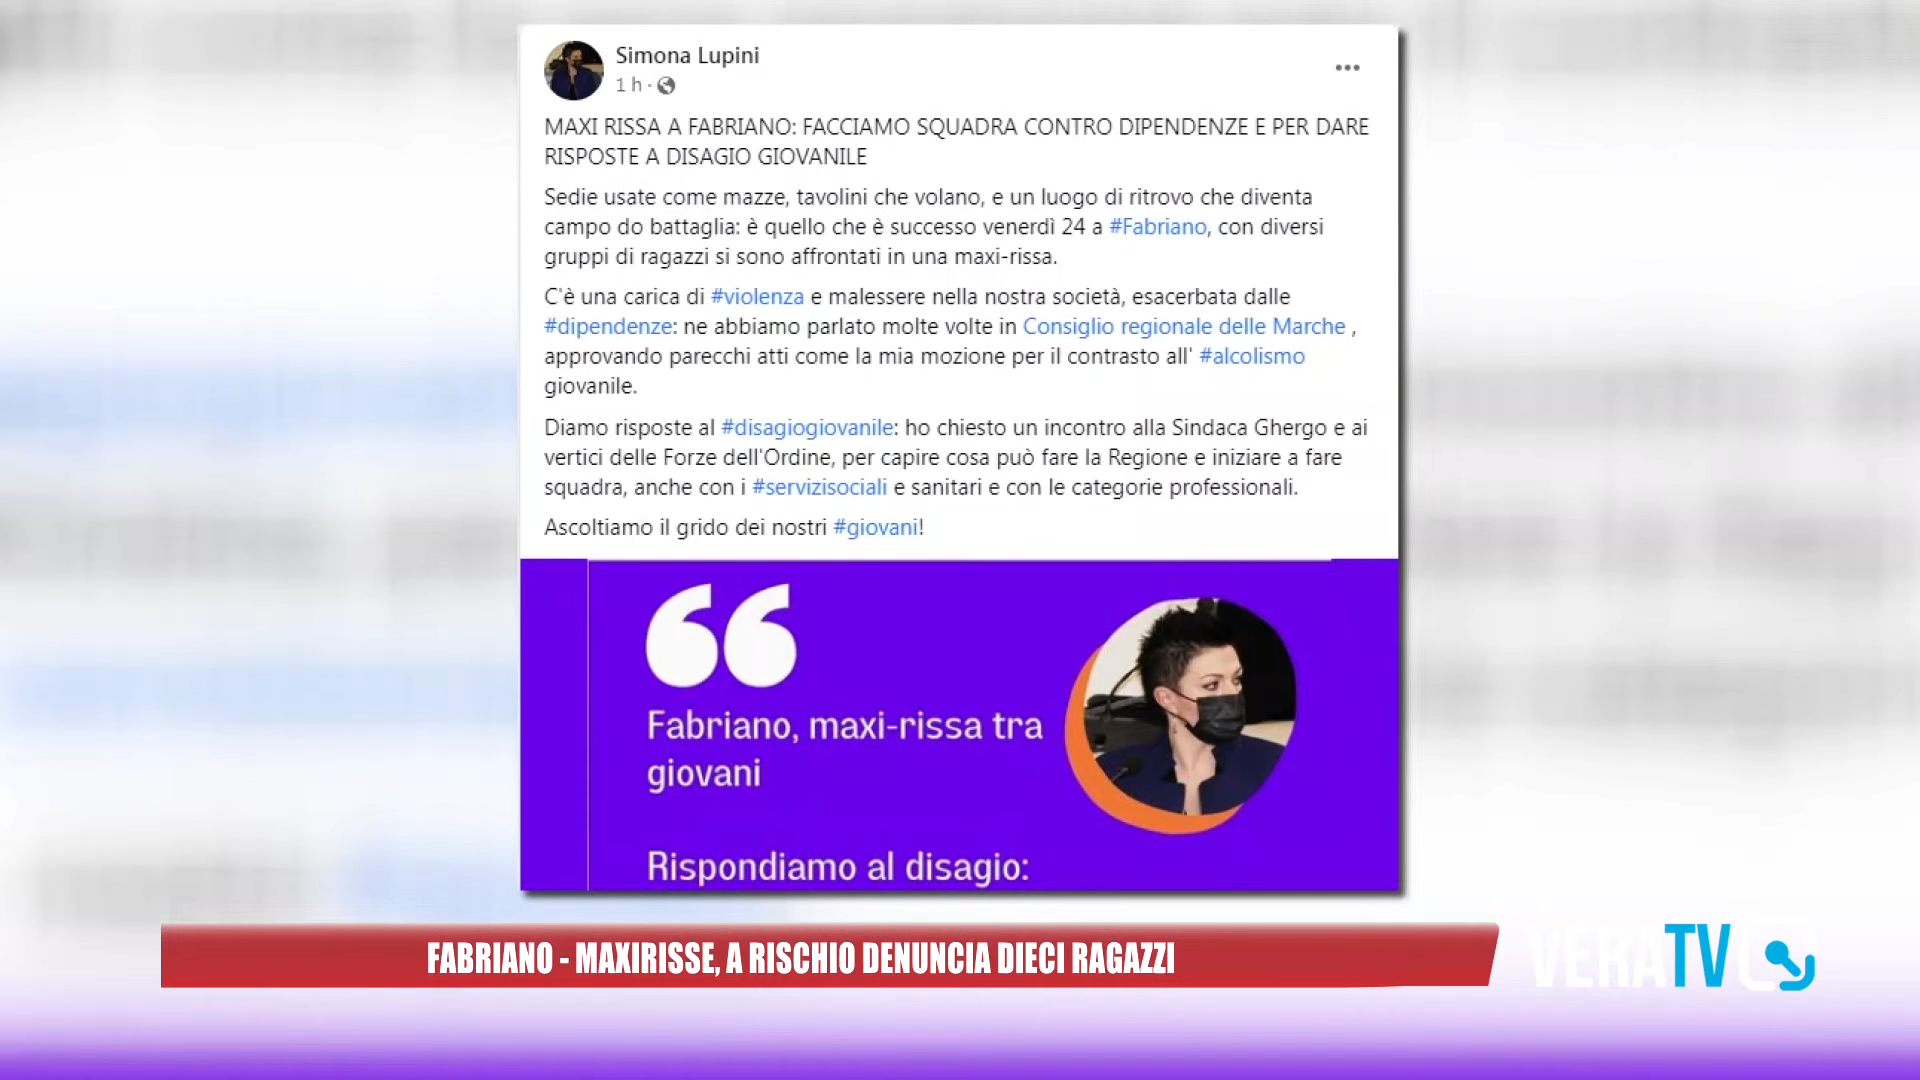 Simona Lupini
1 h ·
MAXI RISSA A FABRIANO: FACCIAMO SQUADRA CONTRO DIPENDENZE E PER DARE
RISPOSTE A DISAGIO GIOVANILE
Sedie usate come mazze, tavolini che volano, e un luogo di ritrovo che diventa
campo do battaglia: è quello che è successo venerdì 24 a #Fabriano, con diversi
gruppi di ragazzi si sono affrontati in una maxi-rissa.
C'è una carica di #violenza e malessere nella nostra società, esacerbata dalle
#dipendenze: ne abbiamo parlato molte volte in Consiglio regionale delle Marche ,
approvando parecchi atti come la mia mozione per il contrasto all' #alcolismo
giovanile.
Diamo risposte al #disagiogiovanile: ho chiesto un incontro alla Sindaca Ghergo e ai
vertici delle Forze dell'Ordine, per capire cosa può fare la Regione e iniziare a fare
squadra, anche con i #servizisociali e sanitari e con le categorie professionali.
Ascoltiamo il grido dei nostri #giovani!
Fabriano, maxi-rissa tra
giovani
Rispondiamo al disagio:
FABRIANO - MAXIRISSE, A RISCHIO DENUNCIA DIECI RAGAZZI
VERATV